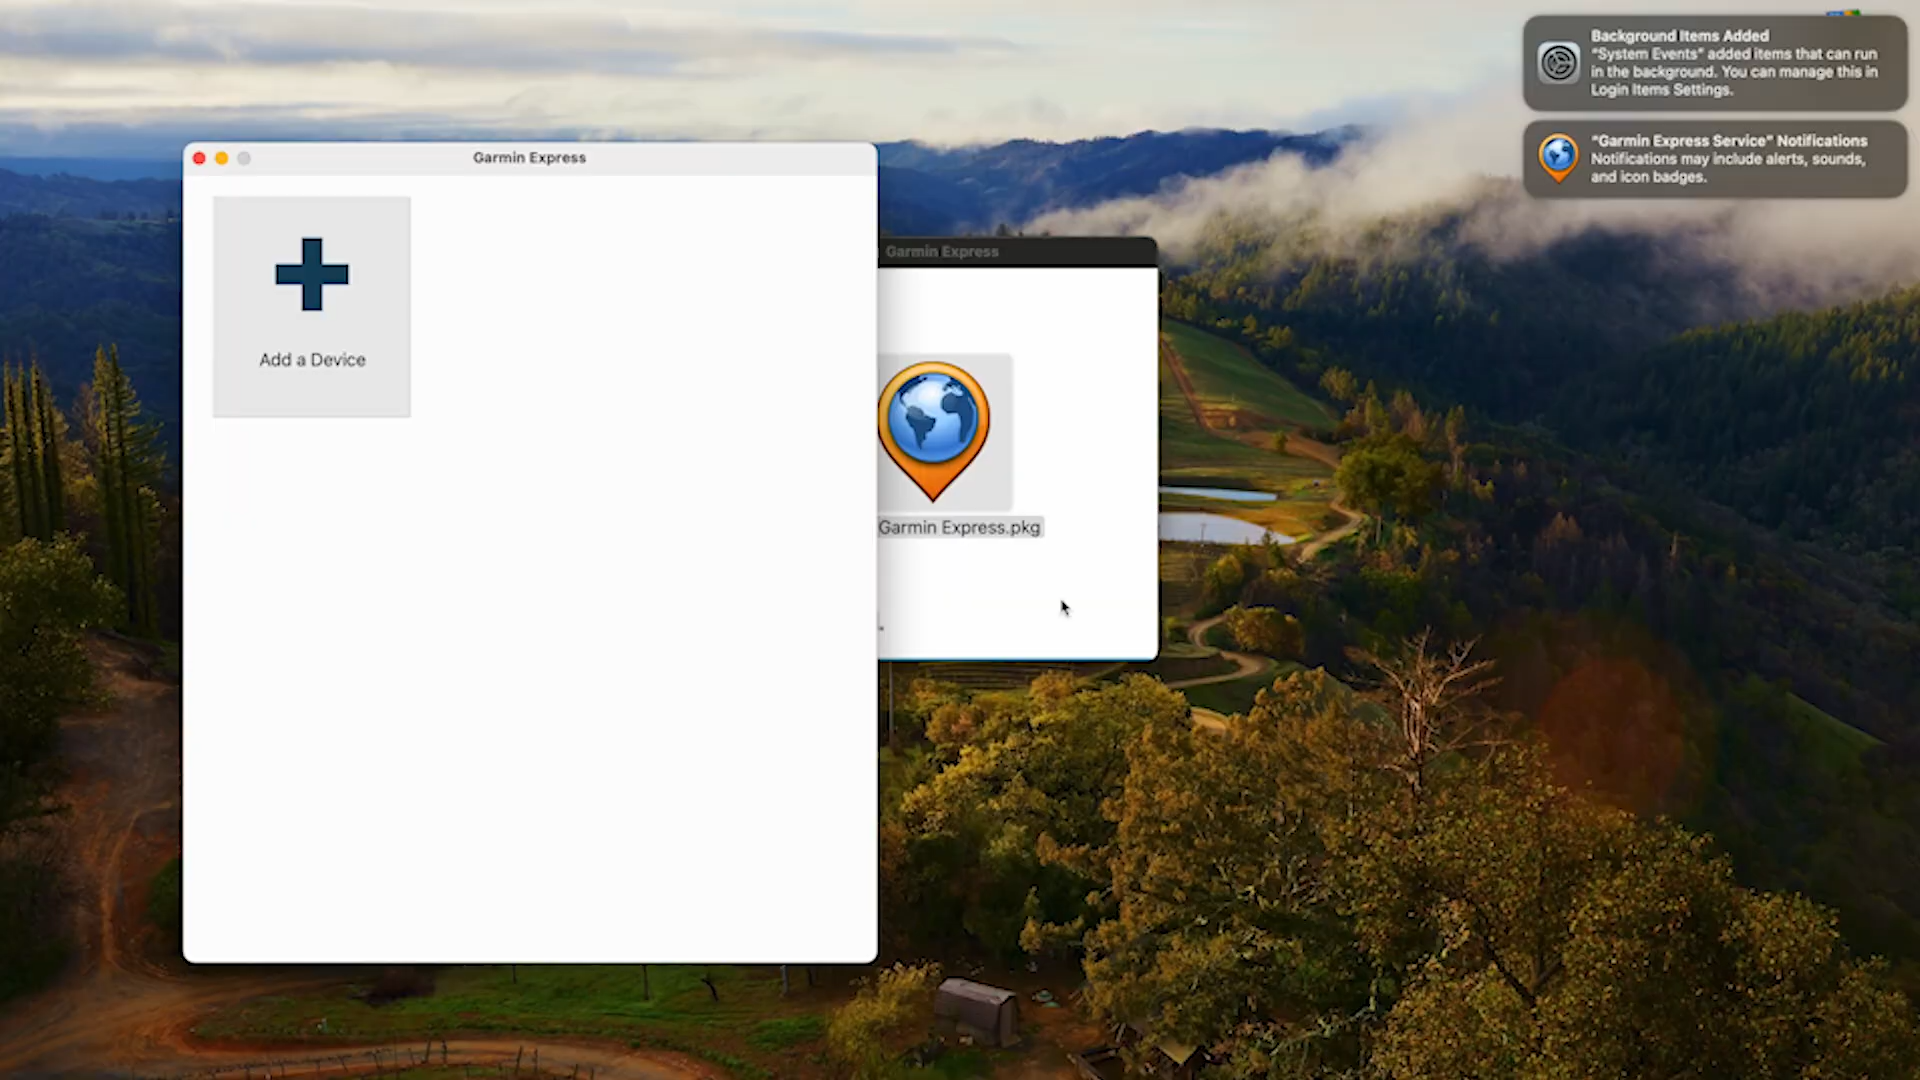 Background Items Added
"System Events" added items that can run
in the background. You can manage this in
Login Items Settings.
"Garmin Express Service" Notifications
Notifications may include alerts, sounds,
and icon badges.
Garmin Express
Add a Device
Garmin Express
Garmin Express.pkg